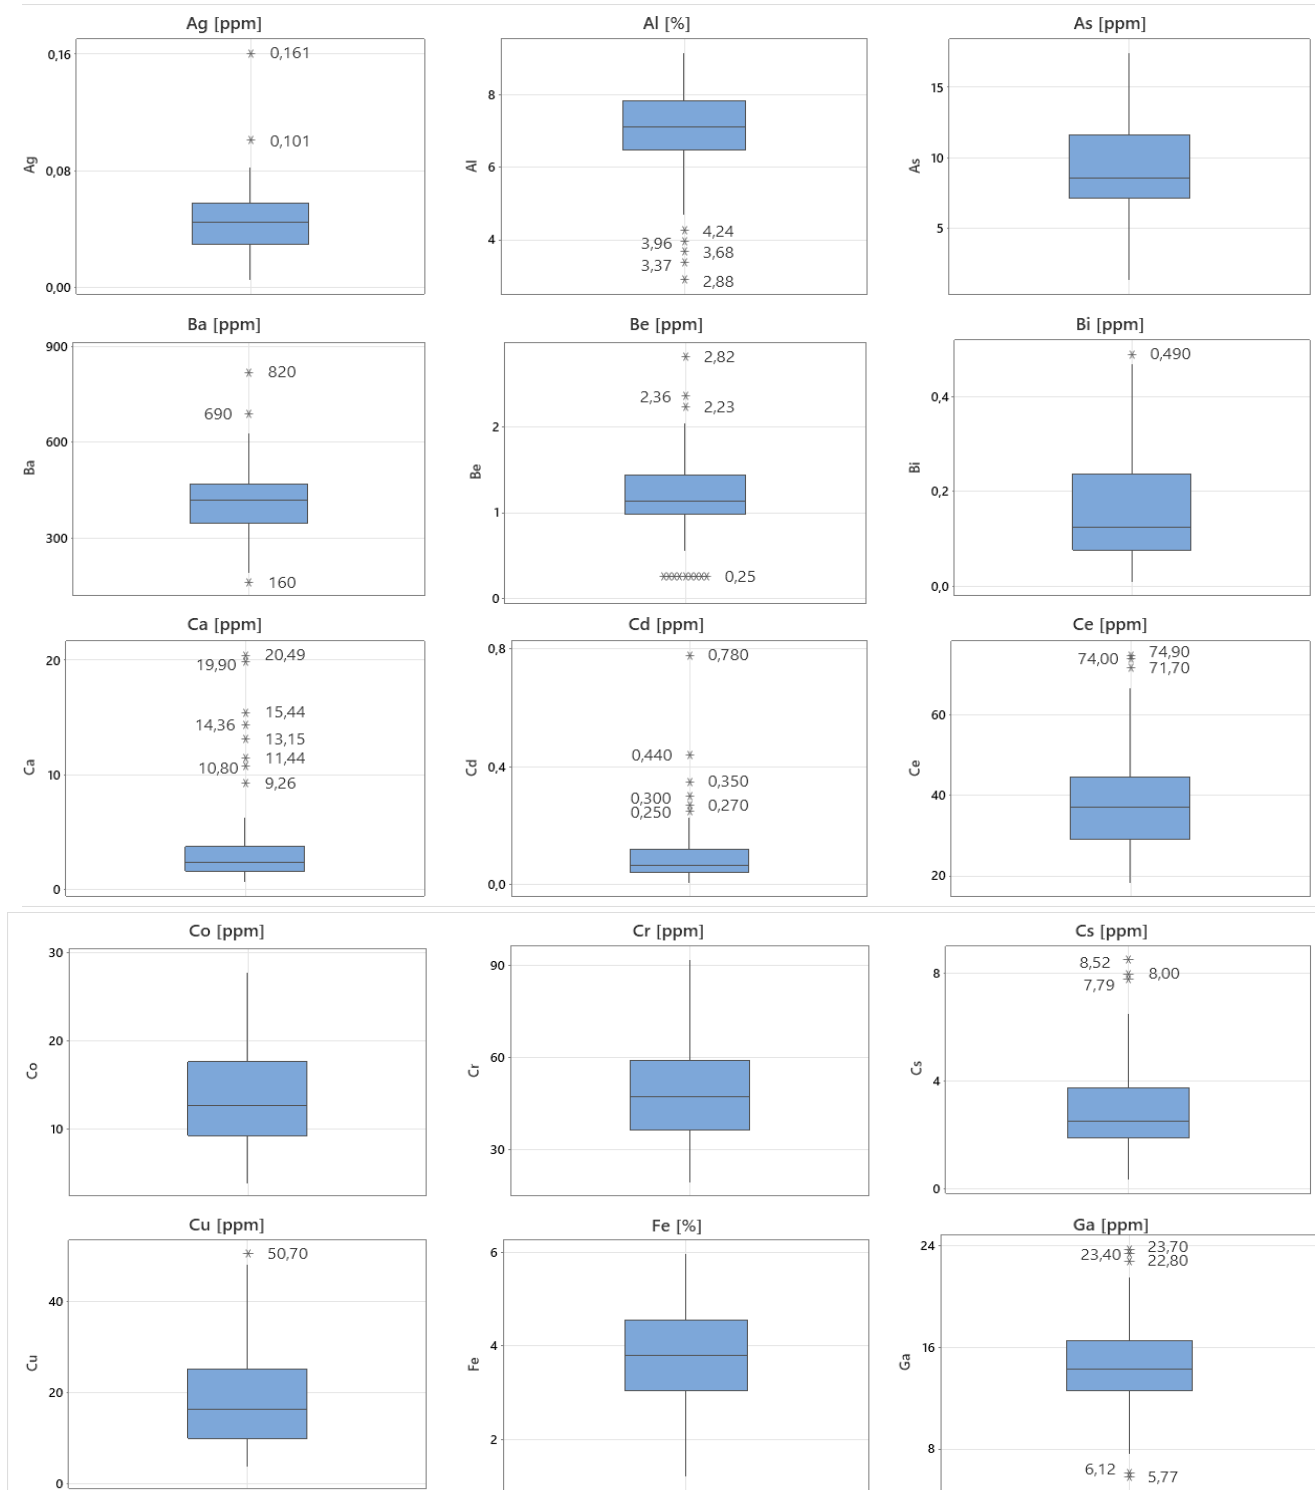 Ag [ppm]
Al [%]
As [ppm]
0,16
0,161
0,101
Ag
0,08
0,00
8
Al
6
4
4,24
3,96
3,68
3,37
2,88
15
As
10
5
Ba [ppm]
Be [ppm]
Bi [ppm]
900
820
690
600
Ba
300
160
2,82
2,36
2,23
2
Be
1
0,25
0
0,490
0,4
Bi
0,2
0,0
Ca [ppm]
Cd [ppm]
Ce [ppm]
20
20,49
19,90
15,44
14,36
13,15
11,44
10,80
10
9,26
Ca
0
0,8
0,780
0,440
0,4
0,350
0,300
0,270
0,250
Cd
0,0
74,90
74,00
71,70
60
Ce
40
20
Co [ppm]
Cr [ppm]
Cs [ppm]
30
20
Co
10
90
60
Cr
30
8,52
8
8,00
7,79
Cs
4
0
Cu [ppm]
Fe [%]
Ga [ppm]
50,70
40
Cu
20
0
6
4
Fe
2
24
23,70
23,40
22,80
16
Ga
8
6,12
5,77